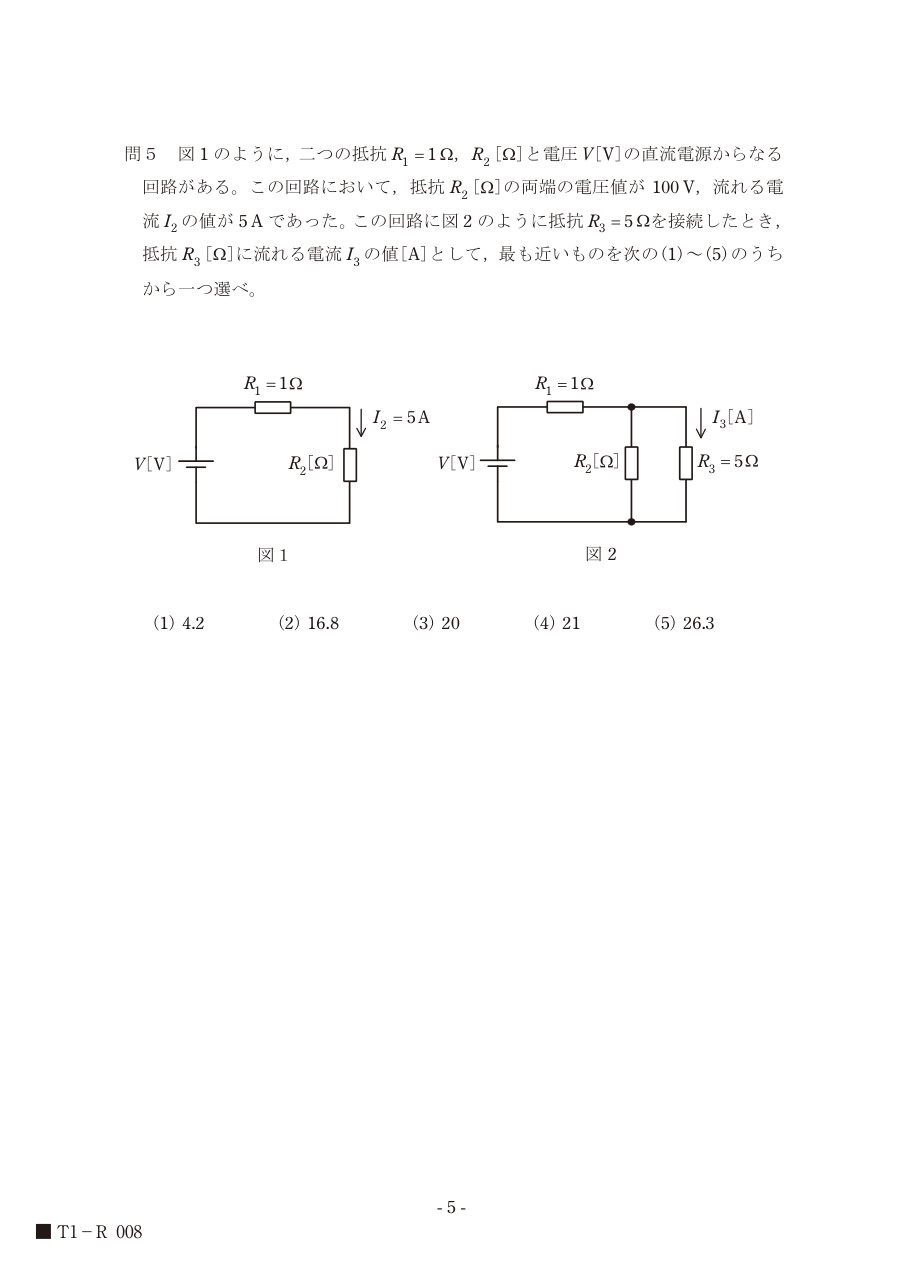 問５　図 1 のように，二つの抵抗 R₁ = 1 Ω，R₂ [Ω] と電圧 V [V] の直流電源からなる
回路がある。この回路において，抵抗 R₂ [Ω] の両端の電圧値が 100 V，流れる電
流 I₂ の値が 5 A であった。この回路に図 2 のように抵抗 R₃ = 5 Ω を接続したとき，
抵抗 R₃ [Ω] に流れる電流 I₃ の値 [A] として，最も近いものを次の (1)～(5) のうち
から一つ選べ。
R₁ = 1 Ω
I₂ = 5 A
V [V]
R₂ [Ω]
図 1
R₁ = 1 Ω
I₃ [A]
V [V]
R₂ [Ω]
R₃ = 5 Ω
図 2
(1) 4.2　(2) 16.8　(3) 20　(4) 21　(5) 26.3
- 5 -
■ T1－R 008